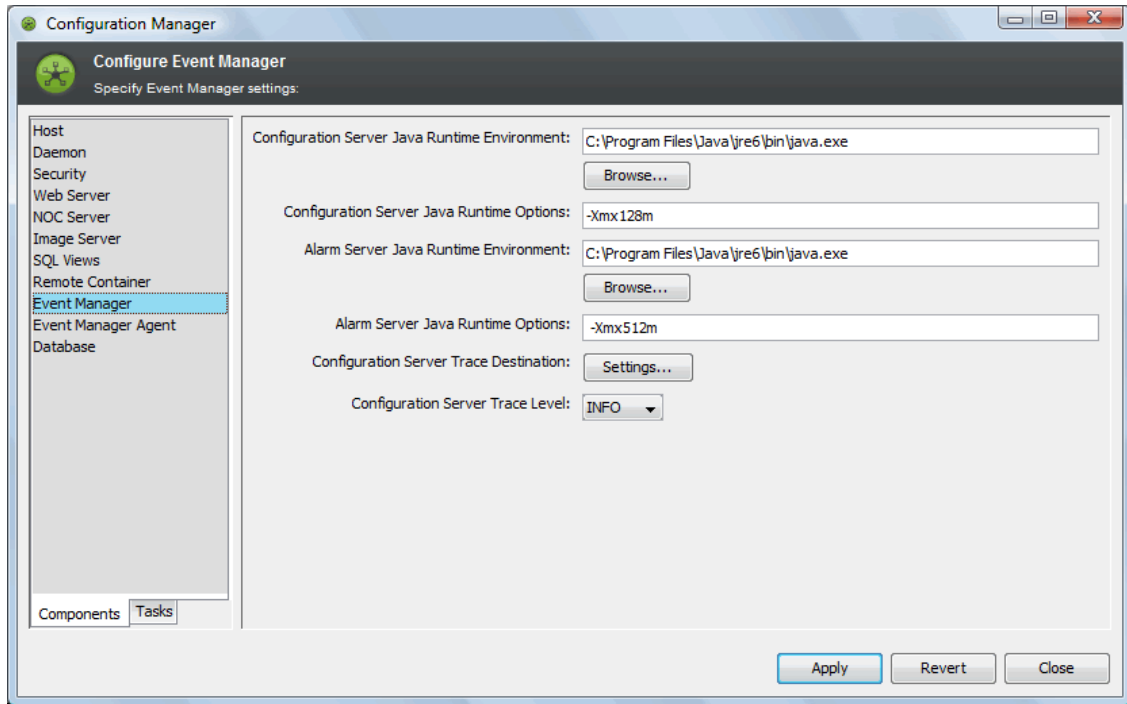 Configuration Manager
Configure Event Manager
Specify Event Manager settings:
Host
Daemon
Security
Web Server
NOC Server
Image Server
SQL Views
Remote Container
Event Manager
Event Manager Agent
Database
Components Tasks
Configuration Server Java Runtime Environment: C:\Program Files\Java\jre6\bin\java.exe
Browse...
Configuration Server Java Runtime Options: -Xmx128m
Alarm Server Java Runtime Environment: C:\Program Files\Java\jre6\bin\java.exe
Browse...
Alarm Server Java Runtime Options: -Xmx512m
Configuration Server Trace Destination: Settings...
Configuration Server Trace Level: INFO
Apply Revert Close